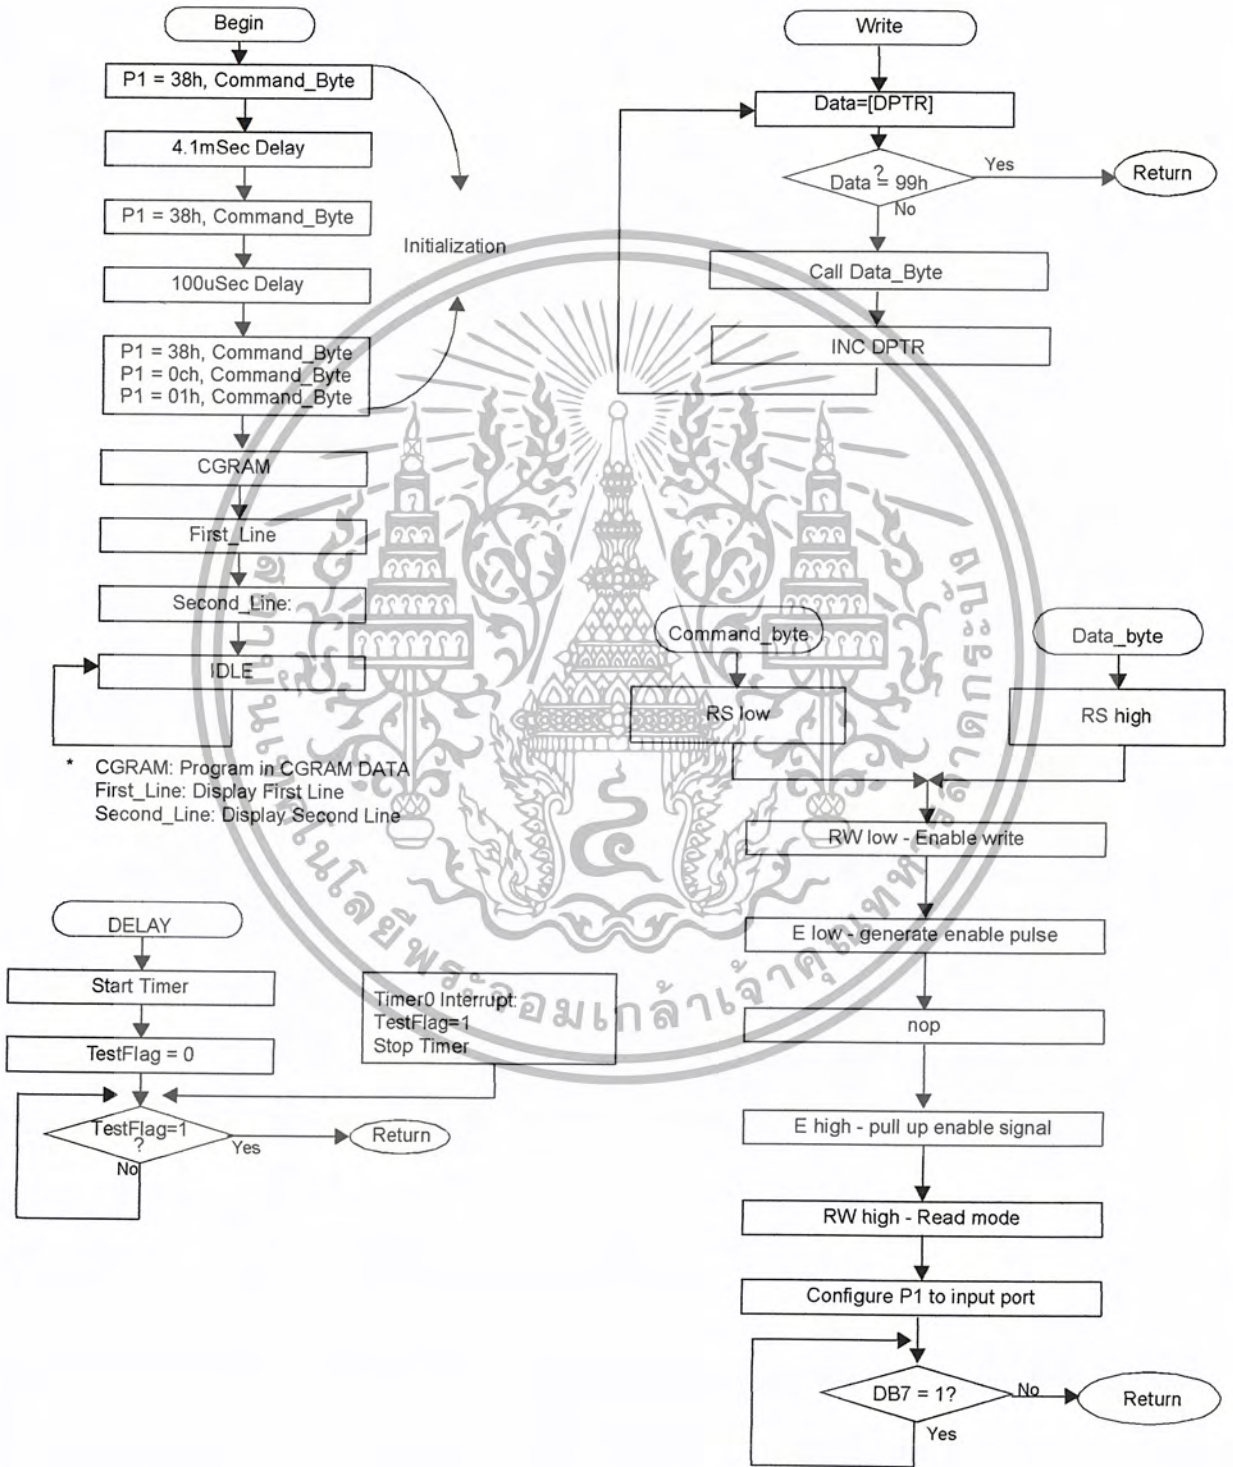 Begin
P1 = 38h, Command_Byte
4.1mSec Delay
P1 = 38h, Command_Byte
100uSec Delay
P1 = 38h, Command_Byte
P1 = 0ch, Command_Byte
P1 = 01h, Command_Byte
Initialization
CGRAM
First_Line
Second_Line:
IDLE
* CGRAM: Program in CGRAM DATA
First_Line: Display First Line
Second_Line: Display Second Line
DELAY
Start Timer
TestFlag = 0
TestFlag=1
?
Yes
No
Return
Timer0 Interrupt:
TestFlag=1
Stop Timer
Write
Data=[DPTR]
?
Data = 99h
Yes
No
Return
Call Data_Byte
INC DPTR
Command_byte
RS low
Data_byte
RS high
RW low - Enable write
E low - generate enable pulse
nop
E high - pull up enable signal
RW high - Read mode
Configure P1 to input port
DB7 = 1?
No
Yes
Return